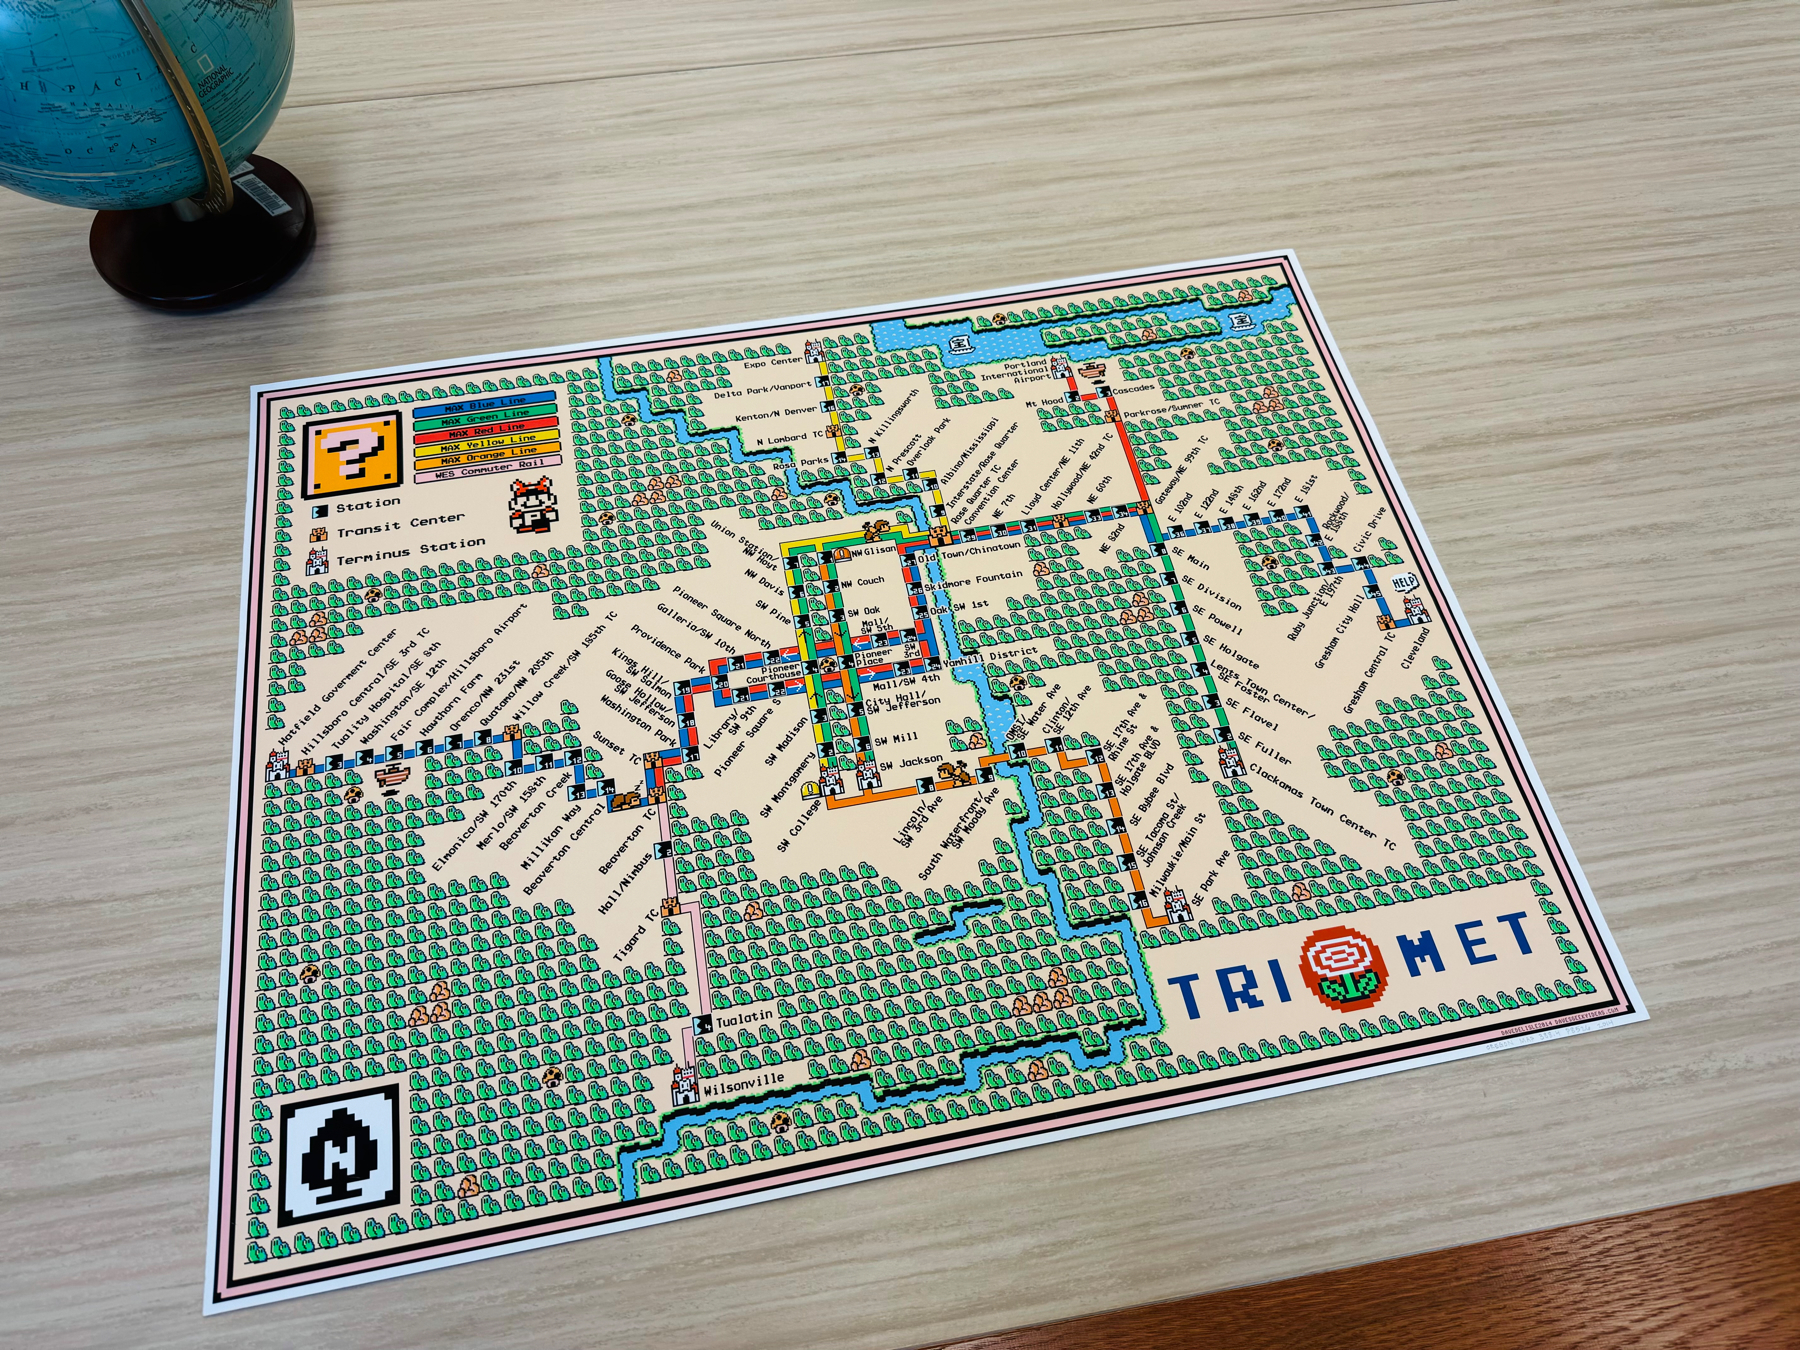 PACI
OCEAN
NATIONAL
GEOGRAPHIC
?
MAX Blue Line
MAX Green Line
MAX Red Line
MAX Yellow Line
MAX Orange Line
WES Commuter Rail
Station
Transit Center
Terminus Station
Expo Center
Delta Park/Vanport
Kenton/N Denver
N Lombard TC
Rosa Parks
N Killingsworth
N Prescott
Overlook Park
Albina/Mississippi
Interstate/Rose Quarter
Rose Quarter TC
Convention Center
NE 7th
Lloyd Center/NE 11th
Hollywood/NE 42nd TC
NE 60th
NE 82nd
Gateway/NE 99th TC
宝
宝
Portland
International
Airport
Mt Hood
Cascades
Parkrose/Sumner TC
E 102nd
E 122nd
E 148th
E 162nd
E 172nd
E 181st
Rockwood/
E 188th
Civic Drive
Ruby Junction/
E 197th
Gresham City Hall
Gresham Central TC
Cleveland
HELP
SE Main
SE Division
SE Powell
SE Holgate
Lents Town Center/
SE Foster Center/
SE Flavel
SE Fuller
Clackamas Town Center TC
Union Station/
NW Hoyt
NW Davis
SW Pine
Pioneer Square North
Galleria/SW 10th
Providence Park
Kings Hill/
SW Salmon
Goose Hollow/
SW Jefferson
Washington Park
Sunset TC
NW Glisan
NW Couch
SW Oak
Mall/
SW 5th
SW
3rd
Pioneer
Place
Pioneer
Courthouse
Mall/SW 4th
City Hall/
SW Jefferson
SW Mill
SW Jackson
Old Town/Chinatown
Skidmore Fountain
Oak/SW 1st
Yamhill District
Library/
SW 9th
Pioneer Square S
SW Madison
SW Montgomery
SW College
Lincoln/
SW 3rd Ave
South Waterfront/
SW Moody Ave
OMSI/
SE Water Ave
Clinton/
SE 12th Ave
SE 17th Ave &
Rhine St
SE 17th Ave &
Holgate BLVD
SE Bybee Blvd
SE Tacoma St/
Johnson Creek
Milwaukie/Main St
SE Park Ave
Hatfield Government Center
Hillsboro Central/SE 3rd TC
Tuality Hospital/SE 8th
Washington/SE 12th
Fair Complex/Hillsboro Airport
Hawthorn Farm
Orenco/NW 231st
Quatama/NW 205th
Willow Creek/SW 185th TC
Elmonica/SW 170th
Merlo/SW 158th
Beaverton Creek
Millikan Way
Beaverton Central
Beaverton TC
Hall/Nimbus
Tigard TC
Tualatin
Wilsonville
N
TRI MET
DAVEDELISLE2014 DAVESGEEKYIDEAS.COM